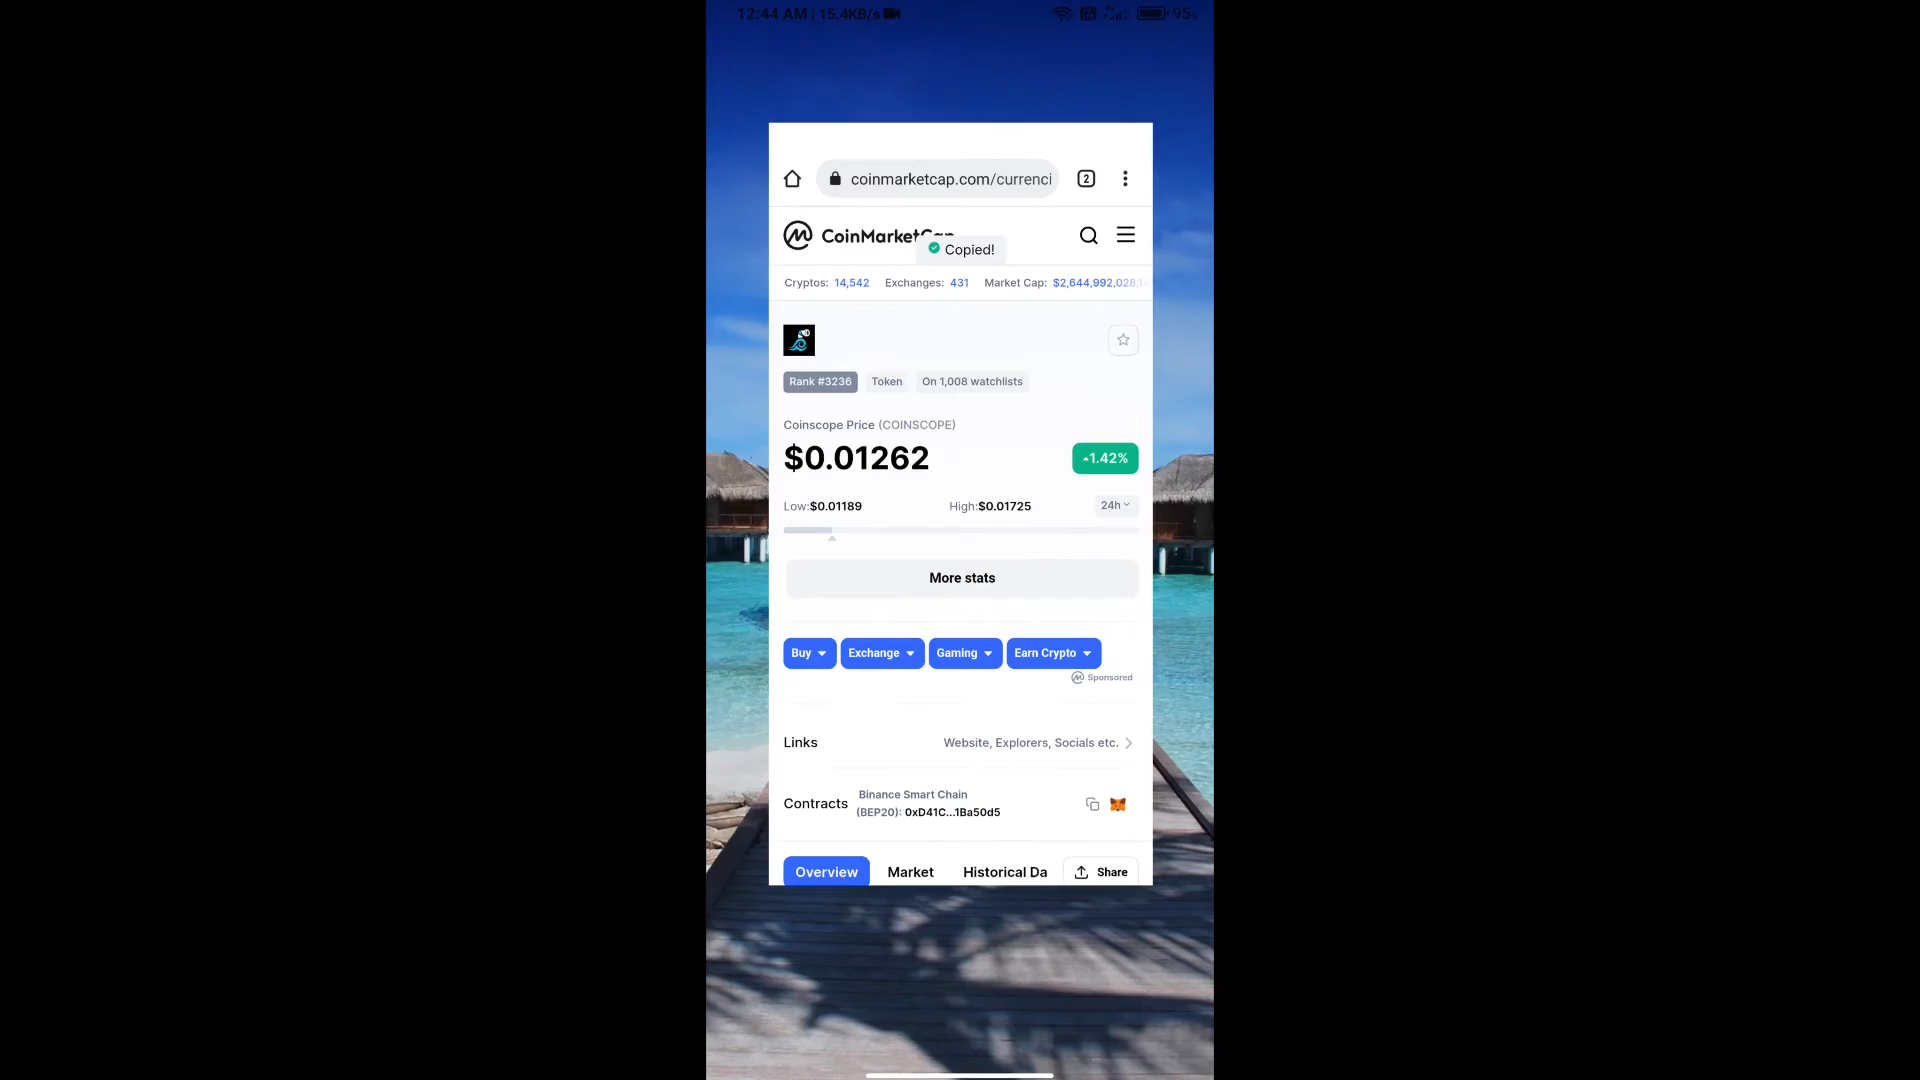 12:44 AM | 15.4KB/s
95%
coinmarketcap.com/currenci
2
CoinMarketCap
Copied!
Cryptos: 14,542 Exchanges: 431 Market Cap: $2,644,992,028,1
Rank #3236 Token On 1,008 watchlists
Coinscope Price (COINSCOPE)
$0.01262
1.42%
Low:$0.01189 High:$0.01725 24h
More stats
Buy Exchange Gaming Earn Crypto
Sponsored
Links Website, Explorers, Socials etc.
Binance Smart Chain
Contracts
(BEP20): 0xD41C...1Ba50d5
Overview Market Historical Da Share